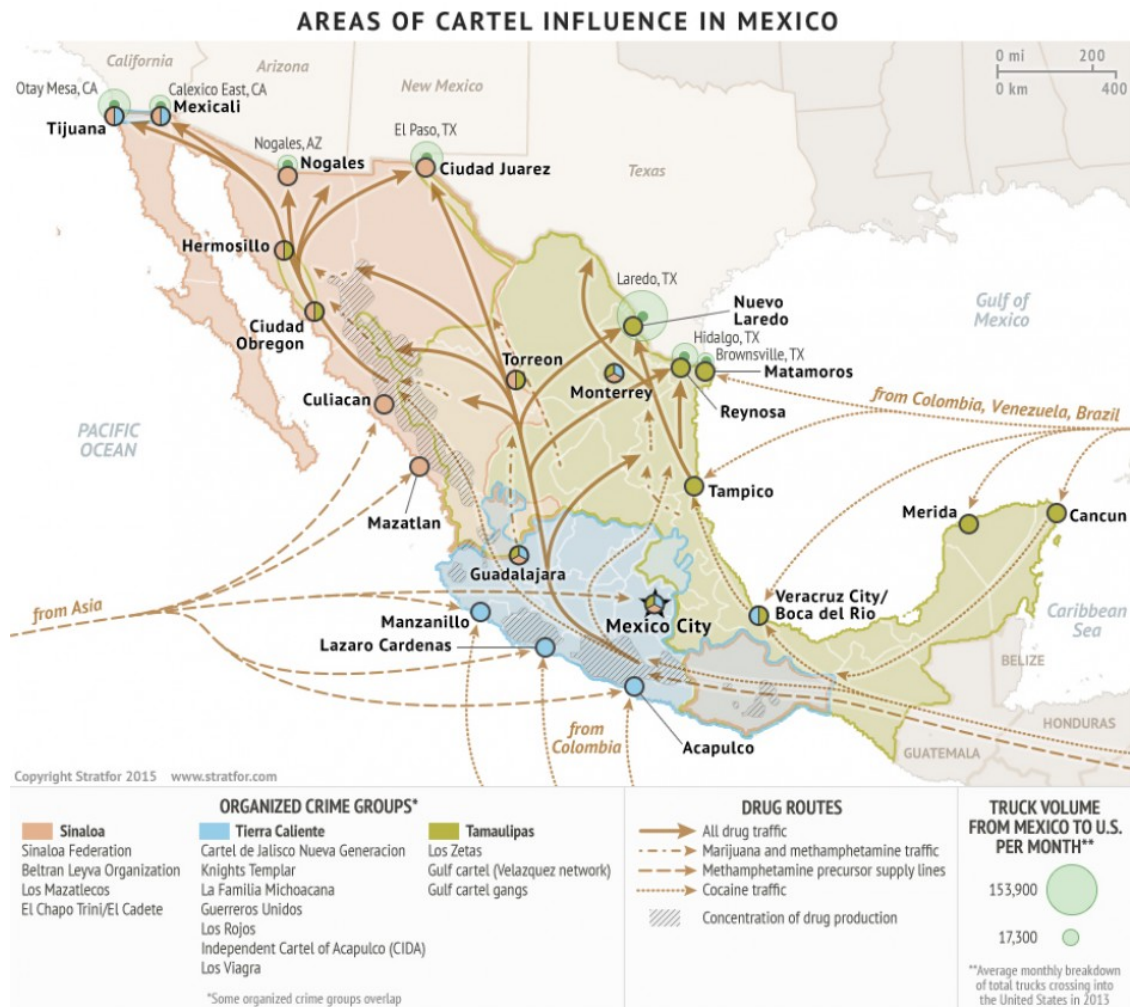 AREAS OF CARTEL INFLUENCE IN MEXICO
California
Arizona
New Mexico
Texas
0 mi 200
0 km 400
Otay Mesa, CA
Calexico East, CA
Mexicali
Tijuana
Nogales, AZ
Nogales
El Paso, TX
Ciudad Juarez
Hermosillo
Ciudad
Obregon
Laredo, TX
Nuevo
Laredo
Gulf of
Mexico
Hidalgo, TX
Brownsville, TX
Torreon
Monterrey
Matamoros
Reynosa
Culiacan
from Colombia, Venezuela, Brazil
PACIFIC
OCEAN
Mazatlan
Tampico
Merida
Cancun
Guadalajara
from Asia
Manzanillo
Mexico City
Veracruz City/
Boca del Rio
Caribbean
Sea
Lazaro Cardenas
BELIZE
from
Colombia
Acapulco
HONDURAS
GUATEMALA
Copyright Stratfor 2015 www.stratfor.com
ORGANIZED CRIME GROUPS*
Sinaloa
Sinaloa Federation
Beltran Leyva Organization
Los Mazatlecos
El Chapo Trini/El Cadete
Tierra Caliente
Cartel de Jalisco Nueva Generacion
Knights Templar
La Familia Michoacana
Guerreros Unidos
Los Rojos
Independent Cartel of Acapulco (CIDA)
Los Viagra
Tamaulipas
Los Zetas
Gulf cartel (Velazquez network)
Gulf cartel gangs
*Some organized crime groups overlap
DRUG ROUTES
All drug traffic
Marijuana and methamphetamine traffic
Methamphetamine precursor supply lines
Cocaine traffic
Concentration of drug production
TRUCK VOLUME
FROM MEXICO TO U.S.
PER MONTH**
153,900
17,300
**Average monthly breakdown
of total trucks crossing into
the United States in 2013